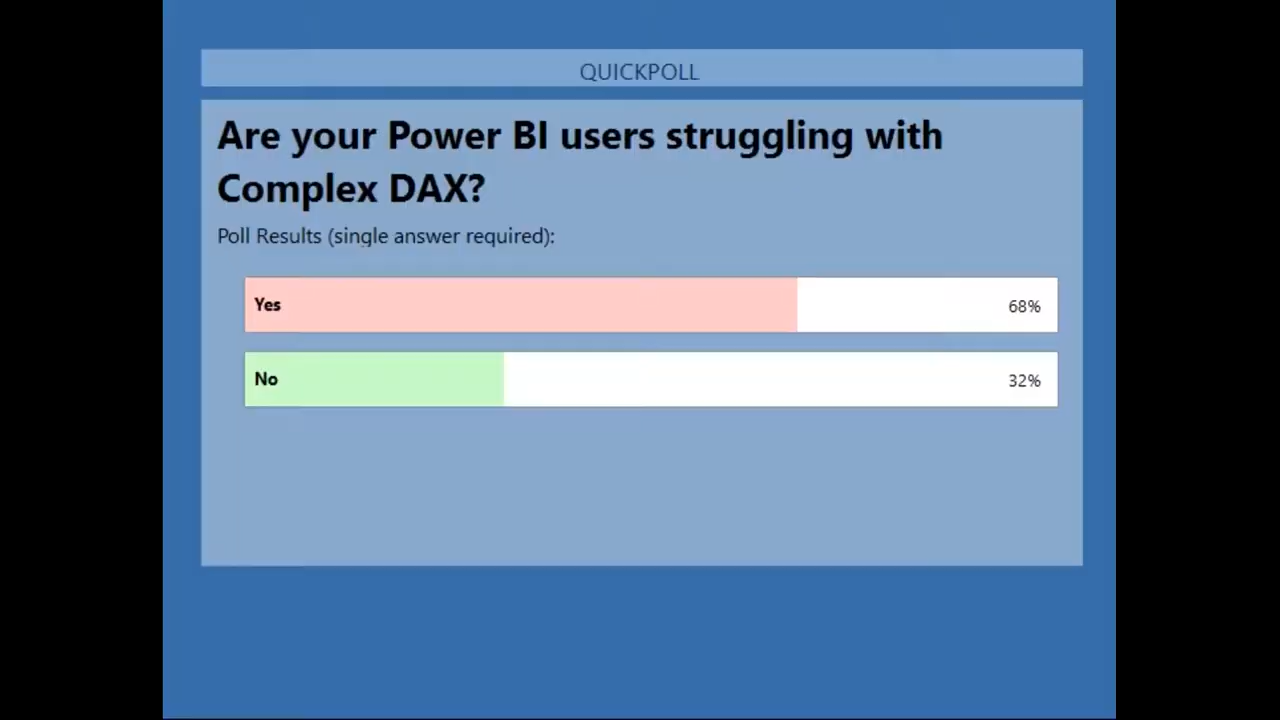 QUICKPOLL
Are your Power BI users struggling with
Complex DAX?
Poll Results (single answer required):
Yes 68%
No 32%